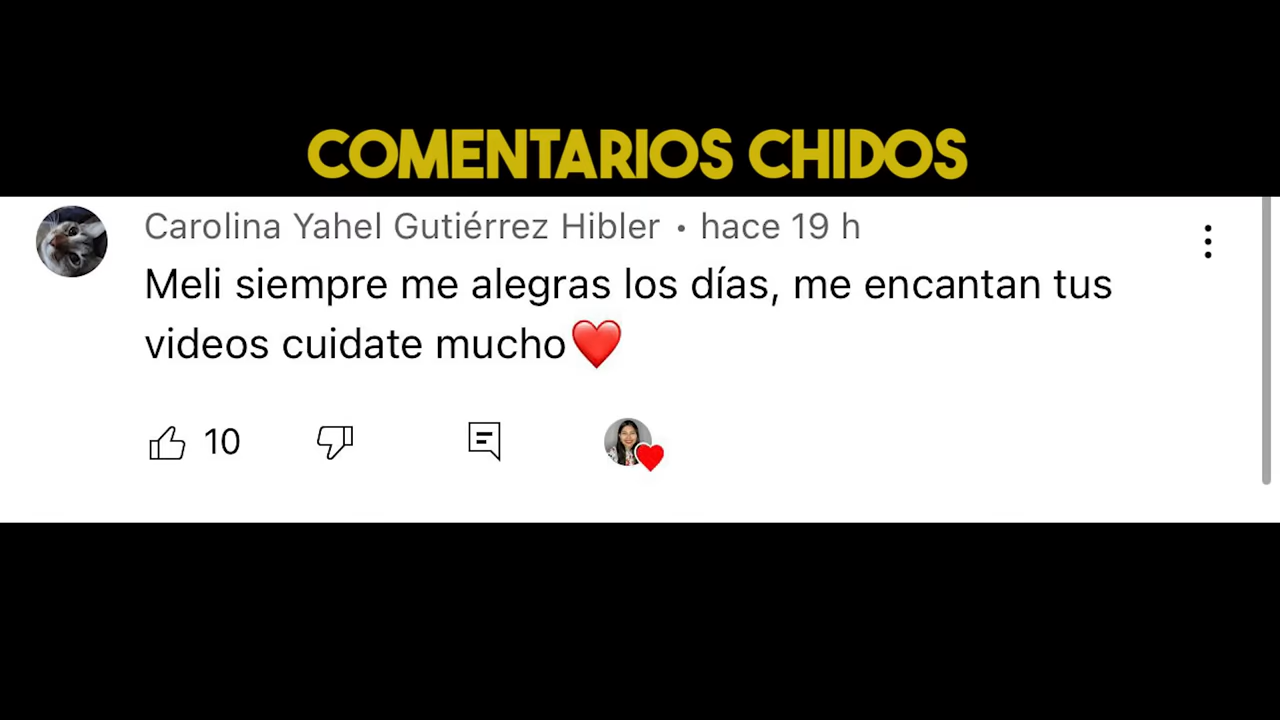 COMENTARIOS CHIDOS
Carolina Yahel Gutiérrez Hibler • hace 19 h
Meli siempre me alegras los días, me encantan tus
videos cuidate mucho❤️
10